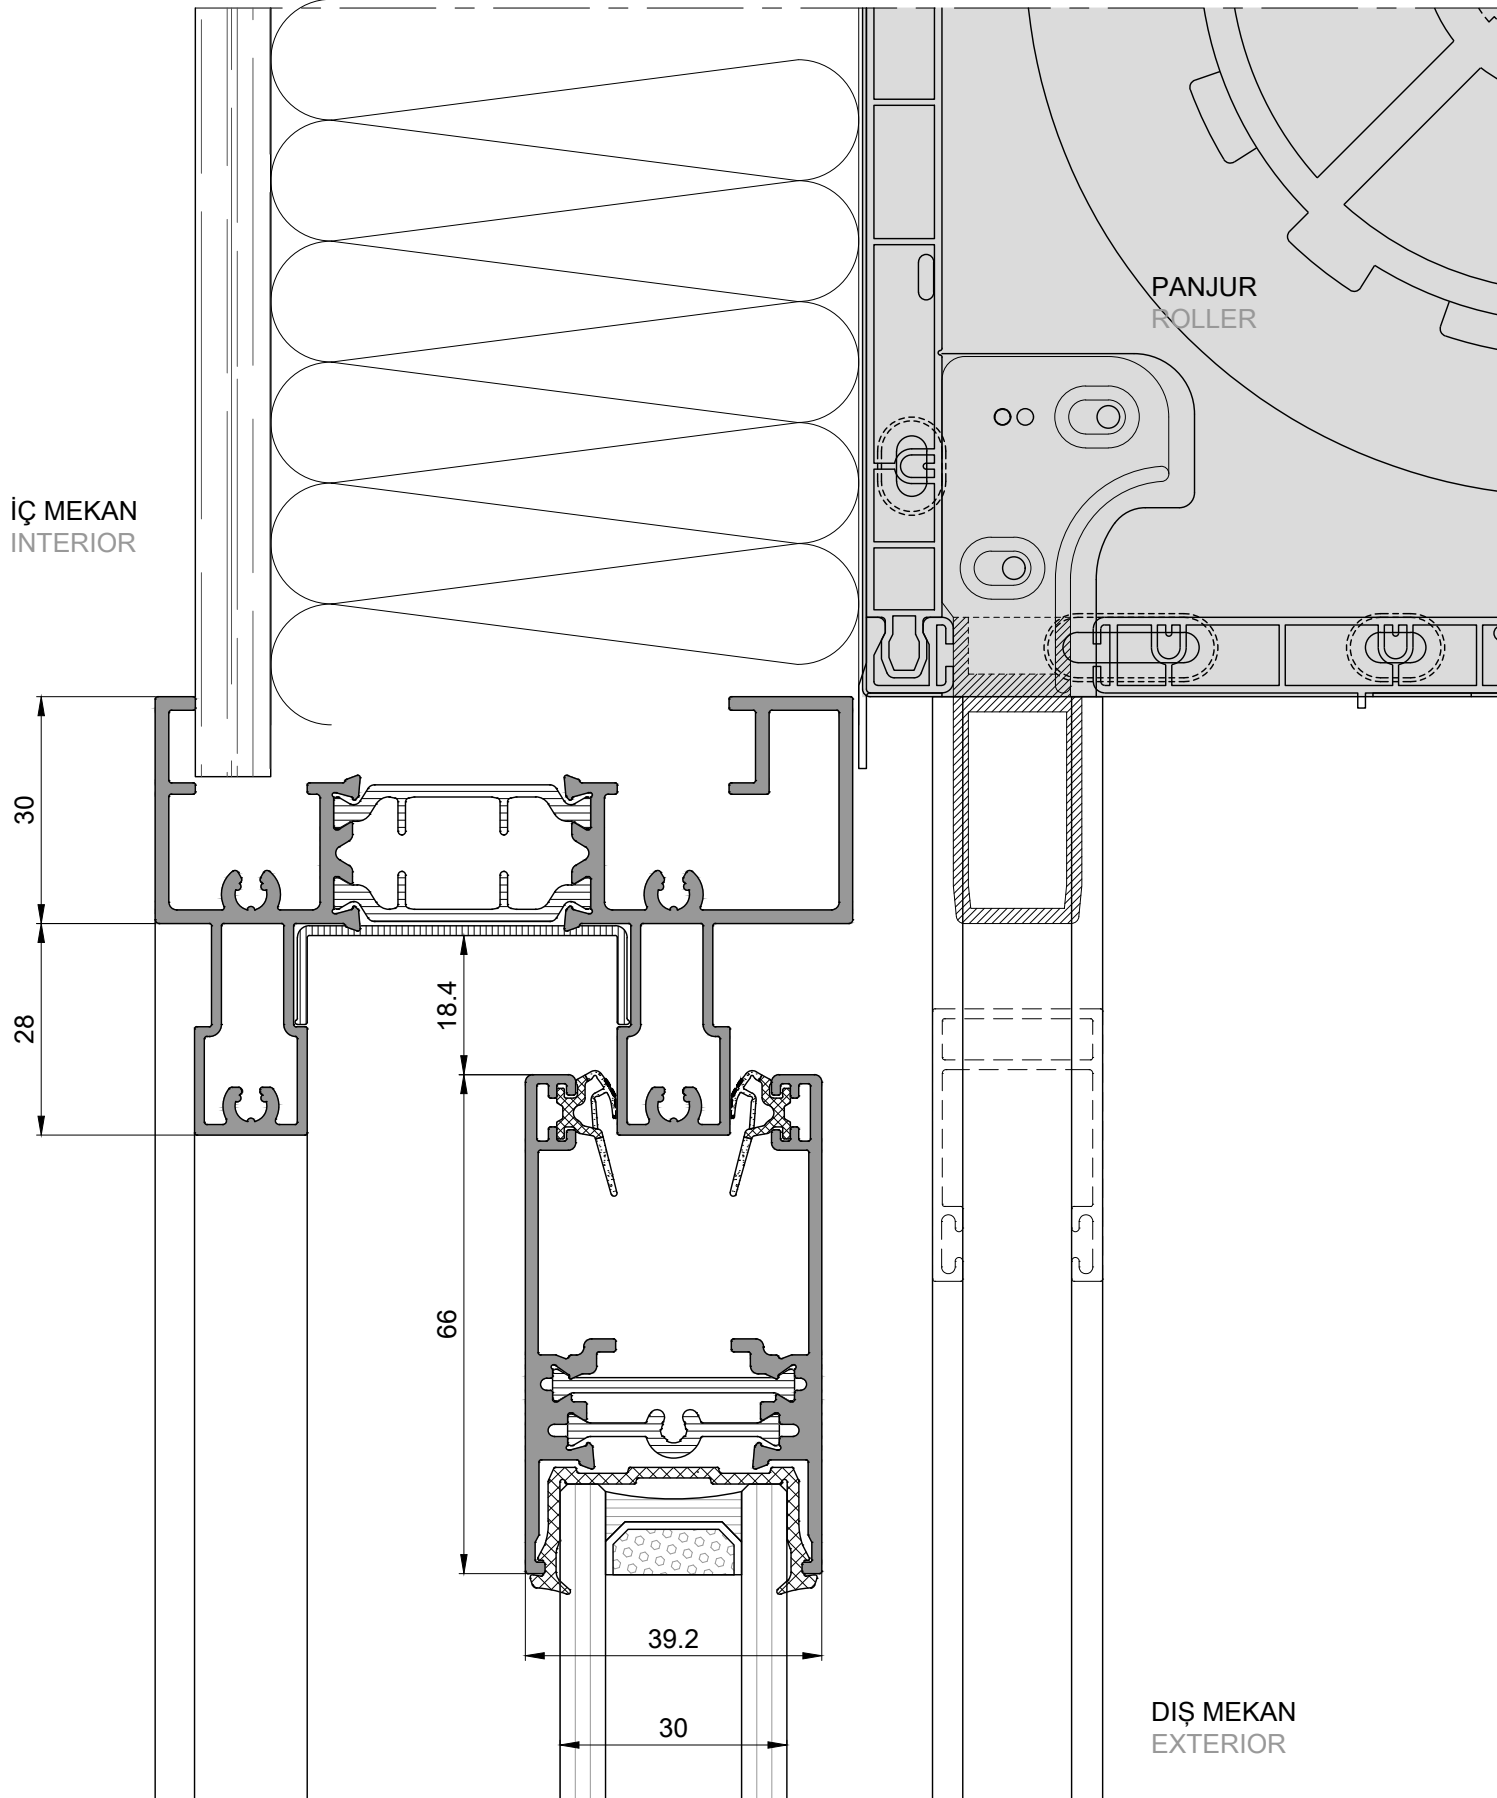 PANJUR
ROLLER
İÇ MEKAN
INTERIOR
30
28
18.4
66
39.2
30
DIŞ MEKAN
EXTERIOR